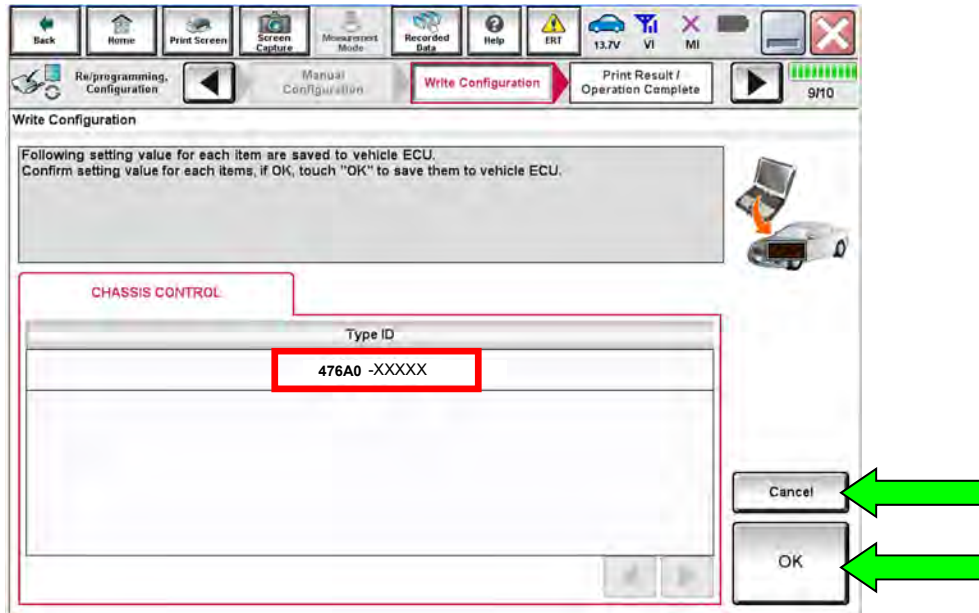 Back
Home
Print Screen
Screen
Capture
Measurement
Mode
Recorded
Data
Help
ERT
13.7V
VI
MI
Re/programming,
Configuration
Manual
Configuration
Write Configuration
Print Result /
Operation Complete
9/10
Write Configuration
Following setting value for each item are saved to vehicle ECU.
Confirm setting value for each items, if OK, touch "OK" to save them to vehicle ECU.
CHASSIS CONTROL
Type ID
476A0 -XXXXX
Cancel
OK